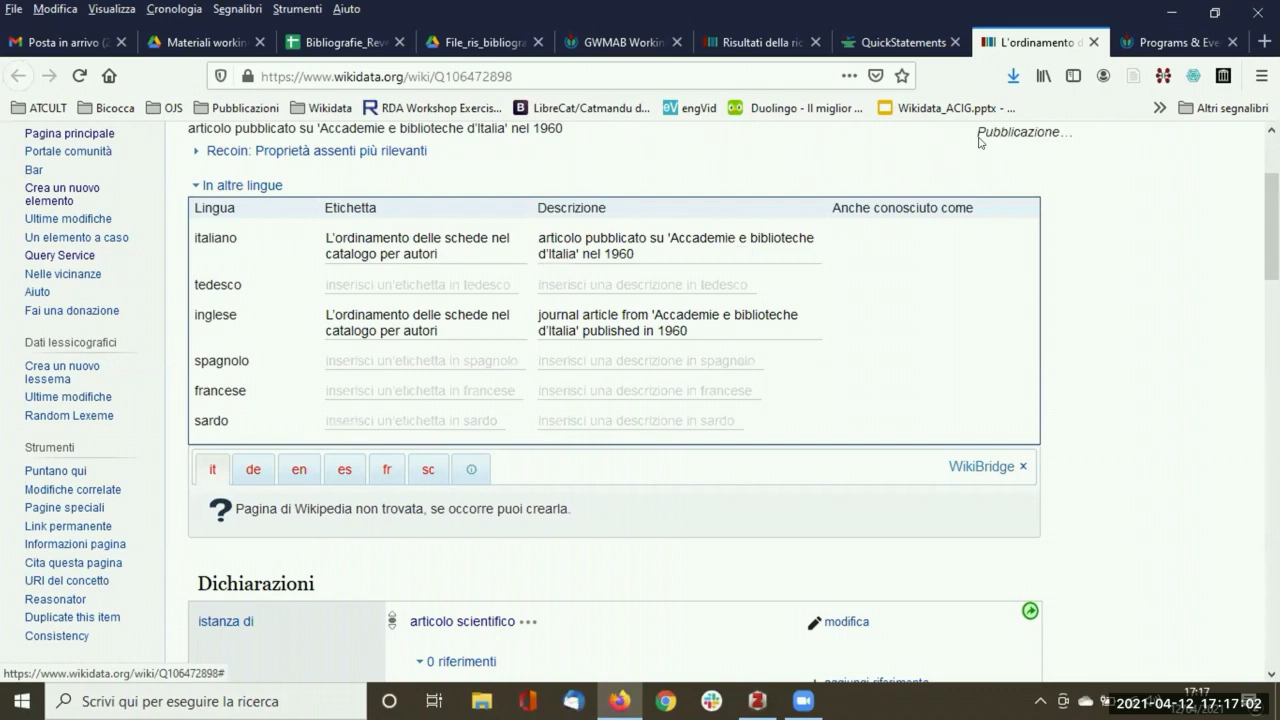 File Modifica Visualizza Cronologia Segnalibri Strumenti Aiuto
Posta in arrivo (2
Materiali workin
Bibliografie_Rev
File_ris_bibliogra
GWMAB Workin
Risultati della ric
QuickStatements
L'ordinamento d
Programs & Eve
https://www.wikidata.org/wiki/Q106472898
ATCULT Bicocca OJS Pubblicazioni Wikidata RDA Workshop Exercis... LibreCat/Catmandu d... engVid Duolingo - Il miglior ... Wikidata_ACIG.pptx - ... Altri segnalibri
Pagina principale
Portale comunità
Bar
Crea un nuovo
elemento
Ultime modifiche
Un elemento a caso
Query Service
Nelle vicinanze
Aiuto
Fai una donazione
Dati lessicografici
Crea un nuovo
lessema
Ultime modifiche
Random Lexeme
Strumenti
Puntano qui
Modifiche correlate
Pagine speciali
Link permanente
Informazioni pagina
Cita questa pagina
URI del concetto
Reasonator
Duplicate this item
Consistency
articolo pubblicato su 'Accademie e biblioteche d'Italia' nel 1960
Pubblicazione...
Recoin: Proprietà assenti più rilevanti
In altre lingue
Lingua Etichetta Descrizione Anche conosciuto come
italiano
L'ordinamento delle schede nel
catalogo per autori
articolo pubblicato su 'Accademie e biblioteche
d'Italia' nel 1960
tedesco inserisci un'etichetta in tedesco inserisci una descrizione in tedesco
inglese
L'ordinamento delle schede nel
catalogo per autori
journal article from 'Accademie e biblioteche
d'Italia' published in 1960
spagnolo inserisci un'etichetta in spagnolo inserisci una descrizione in spagnolo
francese inserisci un'etichetta in francese inserisci una descrizione in francese
sardo inserisci un'etichetta in sardo inserisci una descrizione in sardo
it de en es fr sc
WikiBridge ×
Pagina di Wikipedia non trovata, se occorre puoi crearla.
Dichiarazioni
istanza di articolo scientifico modifica
0 riferimenti
aggiungi riferimento
https://www.wikidata.org/wiki/Q106472898#
Scrivi qui per eseguire la ricerca
17:17
2021-04-12 17:17:02